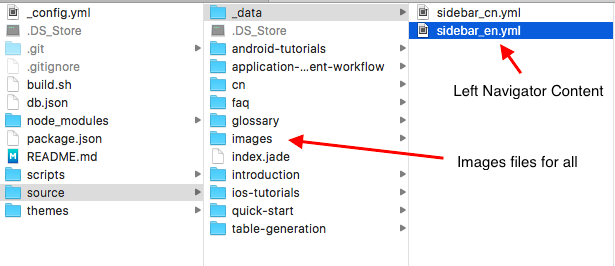 _config.yml
.DS_Store
.git
.gitignore
build.sh
db.json
node_modules
package.json
README.md
scripts
source
themes
_data
.DS_Store
android-tutorials
application-...ent-workflow
cn
faq
glossary
images
index.jade
introduction
ios-tutorials
quick-start
table-generation
sidebar_cn.yml
sidebar_en.yml
Left Navigator Content
Images files for all